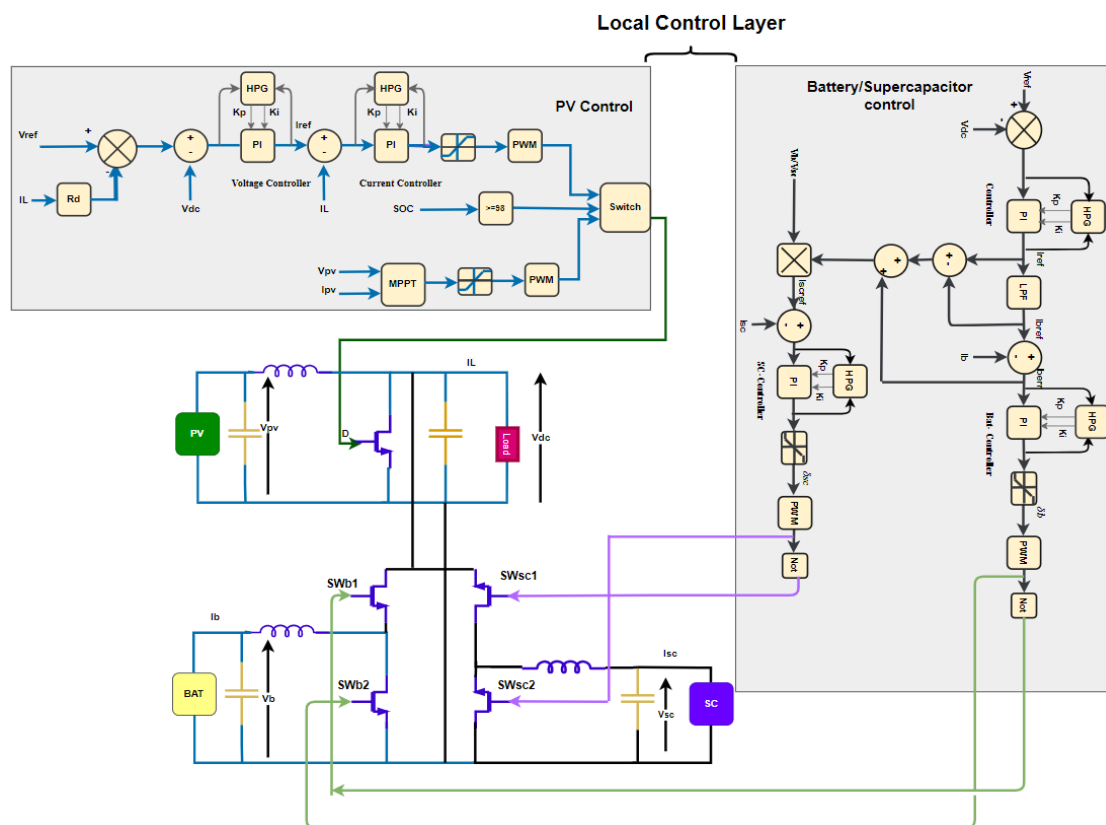 Local Control Layer
PV Control
HPG
HPG
Kp
Ki
Kp
Ki
Vref
+
-
+
-
PI
Iref
+
-
PI
PWM
Voltage Controller
Current Controller
IL
Rd
Vdc
IL
SOC
>=98
Switch
Vpv
Ipv
MPPT
PWM
Battery/Supercapacitor
control
Vref
+
-
Vdc
Controller
PI
Kp
Ki
HPG
Iref
LPF
Ibref
+
-
+
+
Vb/Vsc
Iscref
Isc
-
+
SC-Controller
PI
Kp
Ki
HPG
δsc
PWM
Not
Ib
-
+
Iberr
Bat- Controller
PI
Kp
Ki
HPG
δb
PWM
Not
PV
Vpv
D
IL
Load
Vdc
SWb1
SWsc1
Ib
BAT
Vb
SWb2
SWsc2
Isc
Vsc
SC